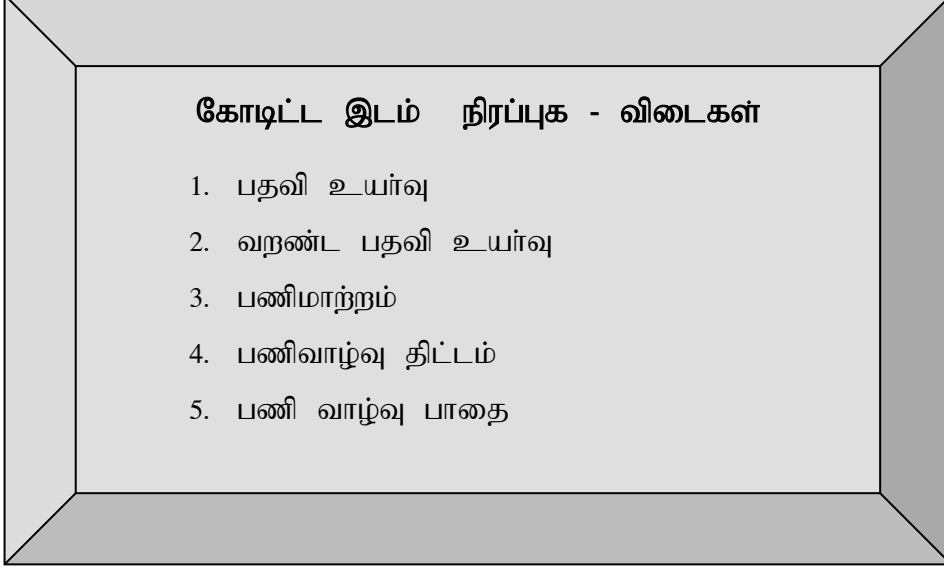 கோடிட்ட இடம் நிரப்புக - விடைகள்
1. பதவி உயர்வு
2. வறண்ட பதவி உயர்வு
3. பணிமாற்றம்
4. பணிவாழ்வு திட்டம்
5. பணி வாழ்வு பாதை